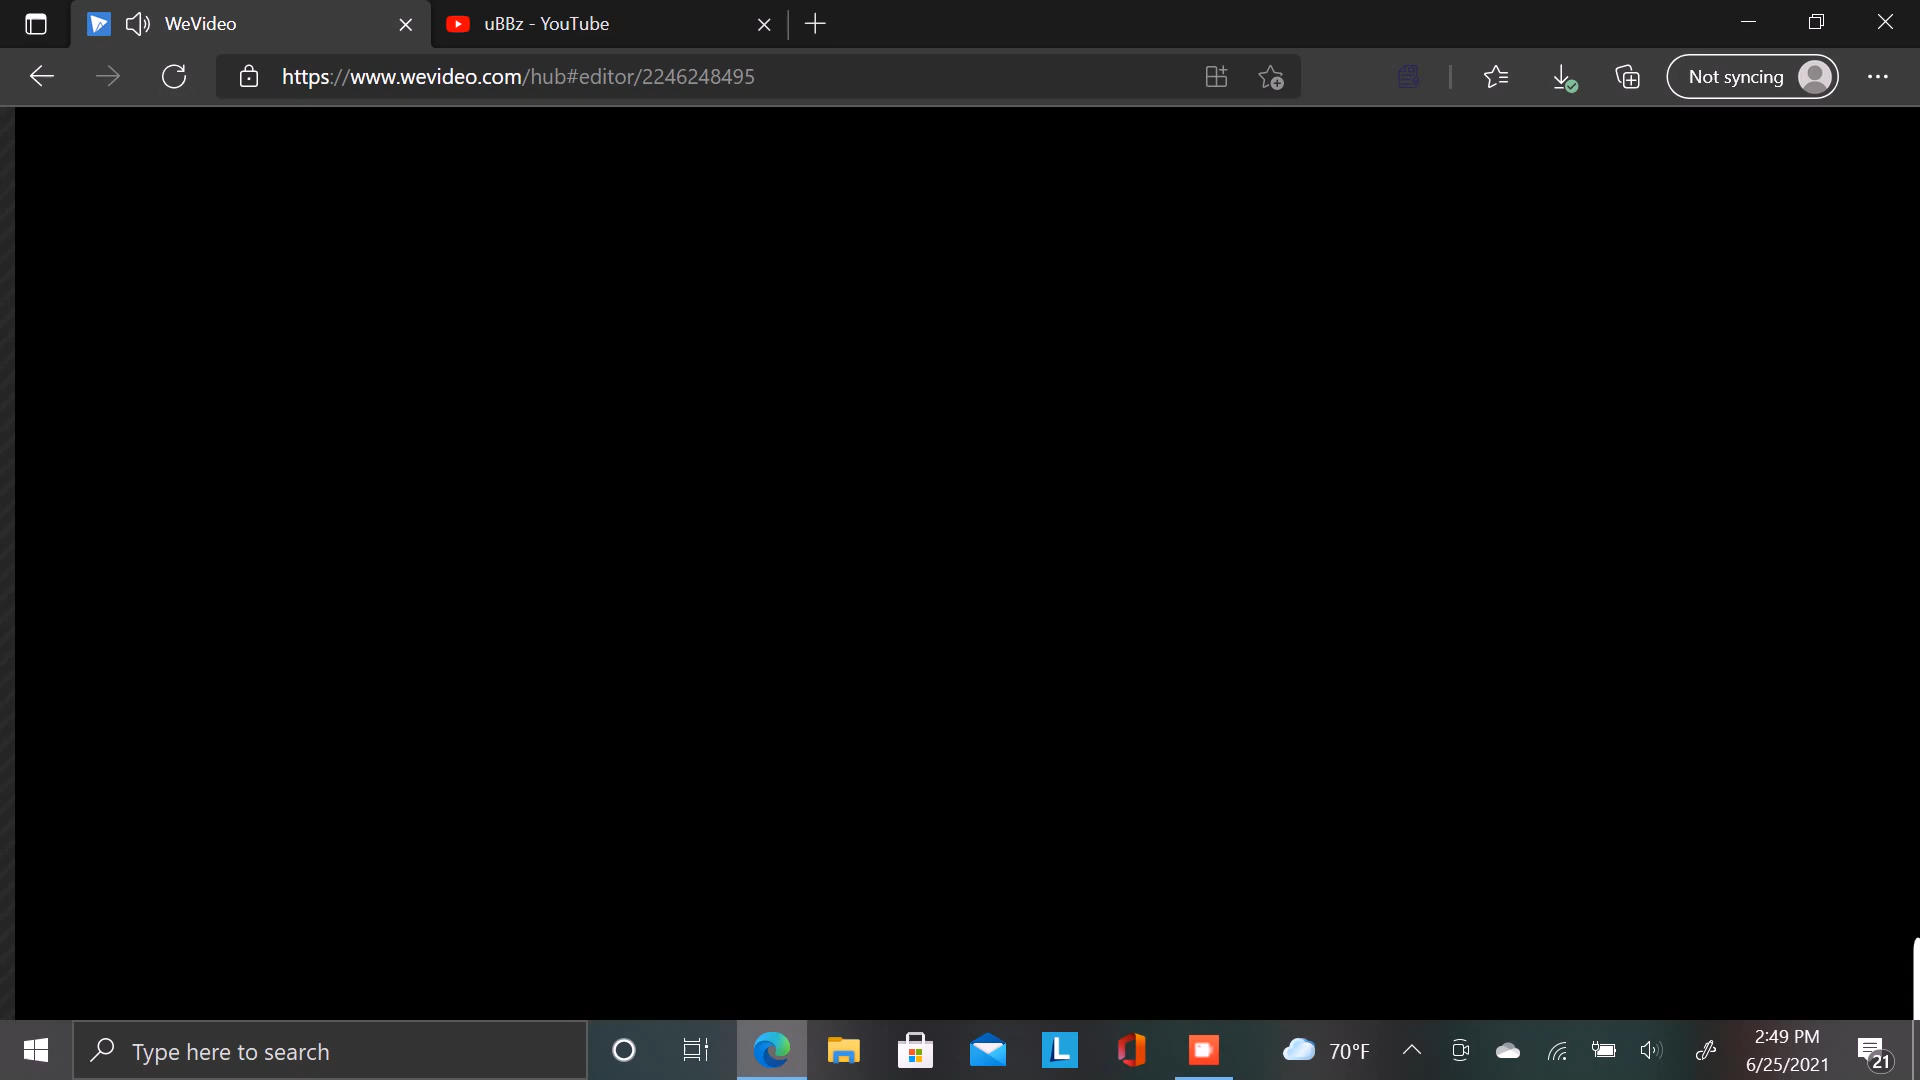 WeVideo
uBBz - YouTube
https://www.wevideo.com/hub#editor/2246248495
Not syncing
Type here to search
L
70°F
2:49 PM
6/25/2021
21